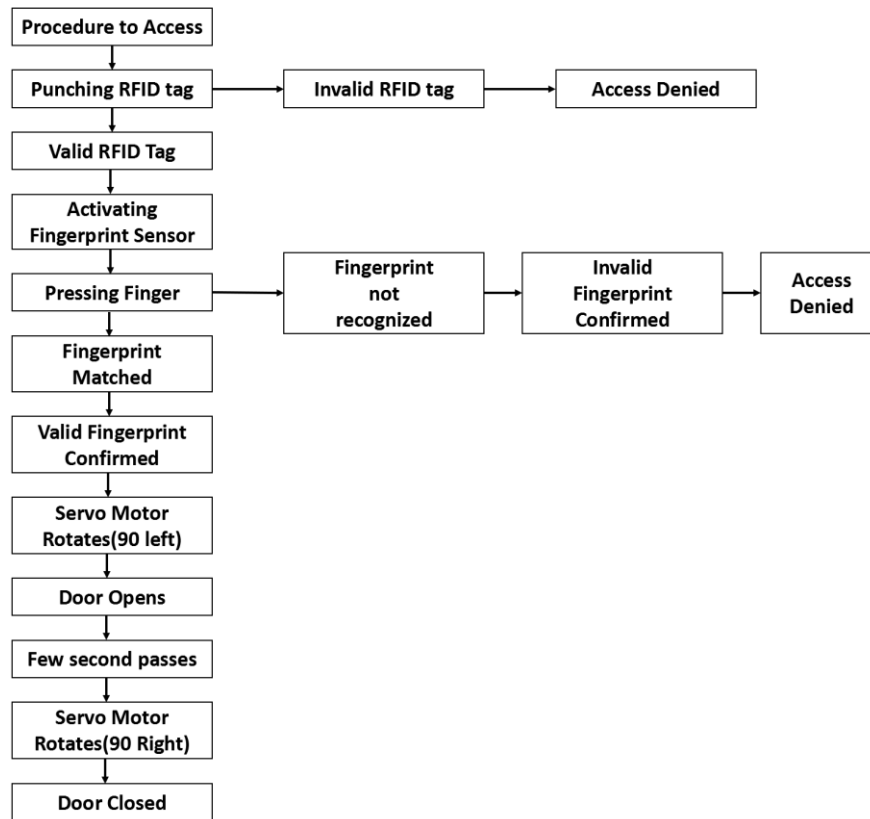 Procedure to Access
Punching RFID tag
Invalid RFID tag
Access Denied
Valid RFID Tag
Activating
Fingerprint Sensor
Pressing Finger
Fingerprint
not
recognized
Invalid
Fingerprint
Confirmed
Access
Denied
Fingerprint
Matched
Valid Fingerprint
Confirmed
Servo Motor
Rotates(90 left)
Door Opens
Few second passes
Servo Motor
Rotates(90 Right)
Door Closed